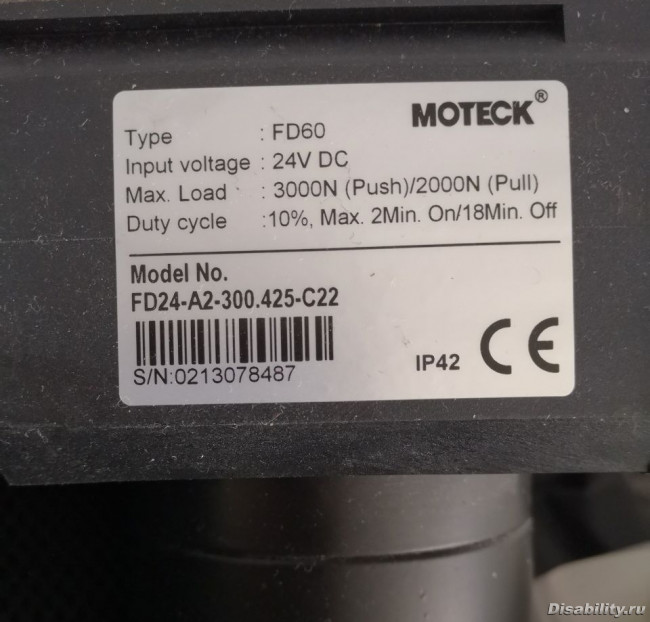 MOTECK®
Type : FD60
Input voltage : 24V DC
Max. Load : 3000N (Push)/2000N (Pull)
Duty cycle :10%, Max. 2Min. On/18Min. Off
Model No.
FD24-A2-300.425-C22
S/N:0213078487
IP42 CE
Disability.ru